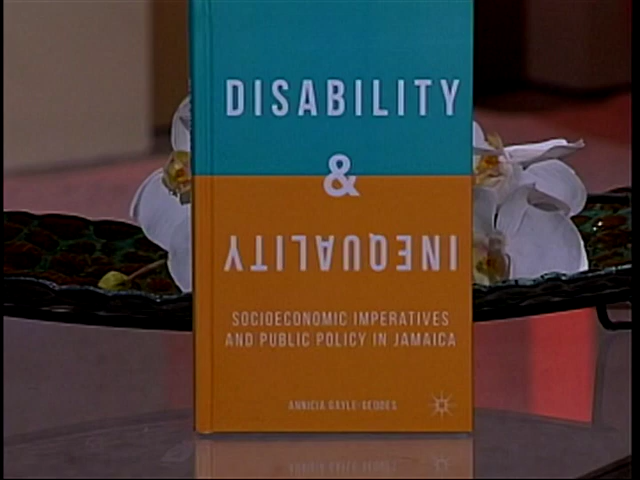 DISABILITY
&
INEQUALITY
SOCIOECONOMIC IMPERATIVES
AND PUBLIC POLICY IN JAMAICA
ANNICIA GAYLE-GEDDES